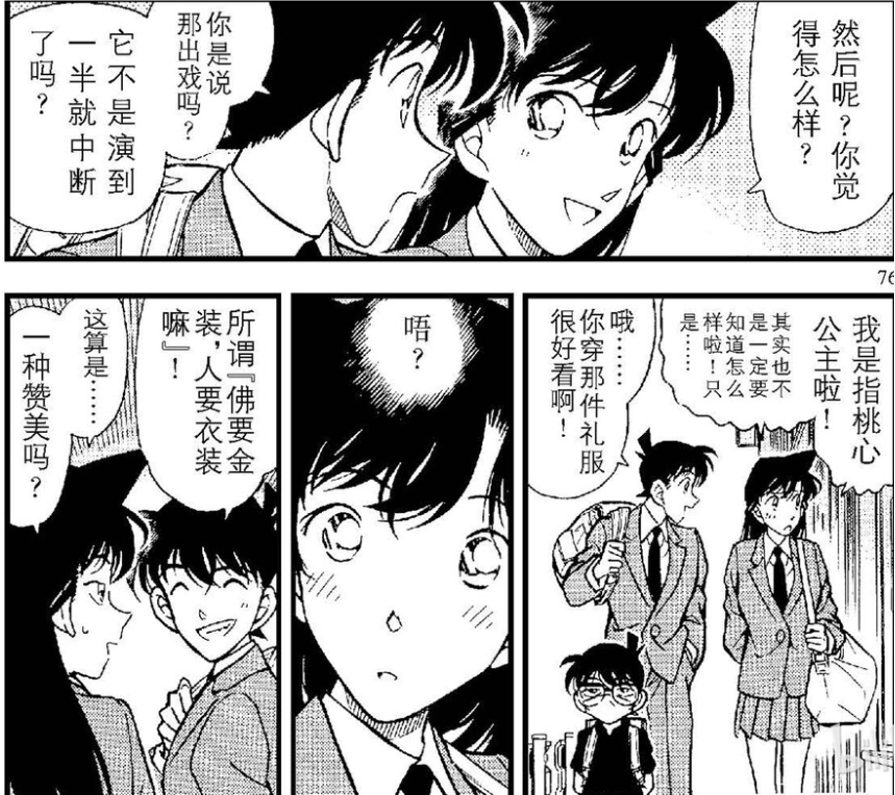 然后呢？你觉
得怎么样？
你是说
那出戏吗？
它不是演到
一半就中断
了吗？
76
我是指桃心
公主啦！
其实也不
是一定要
知道怎么
样啦！只
是……
哦……
你穿那件礼服
很好看啊！
唔？
所谓『佛要金
装，人要衣装
嘛』！
这算是……
一种赞美吗？